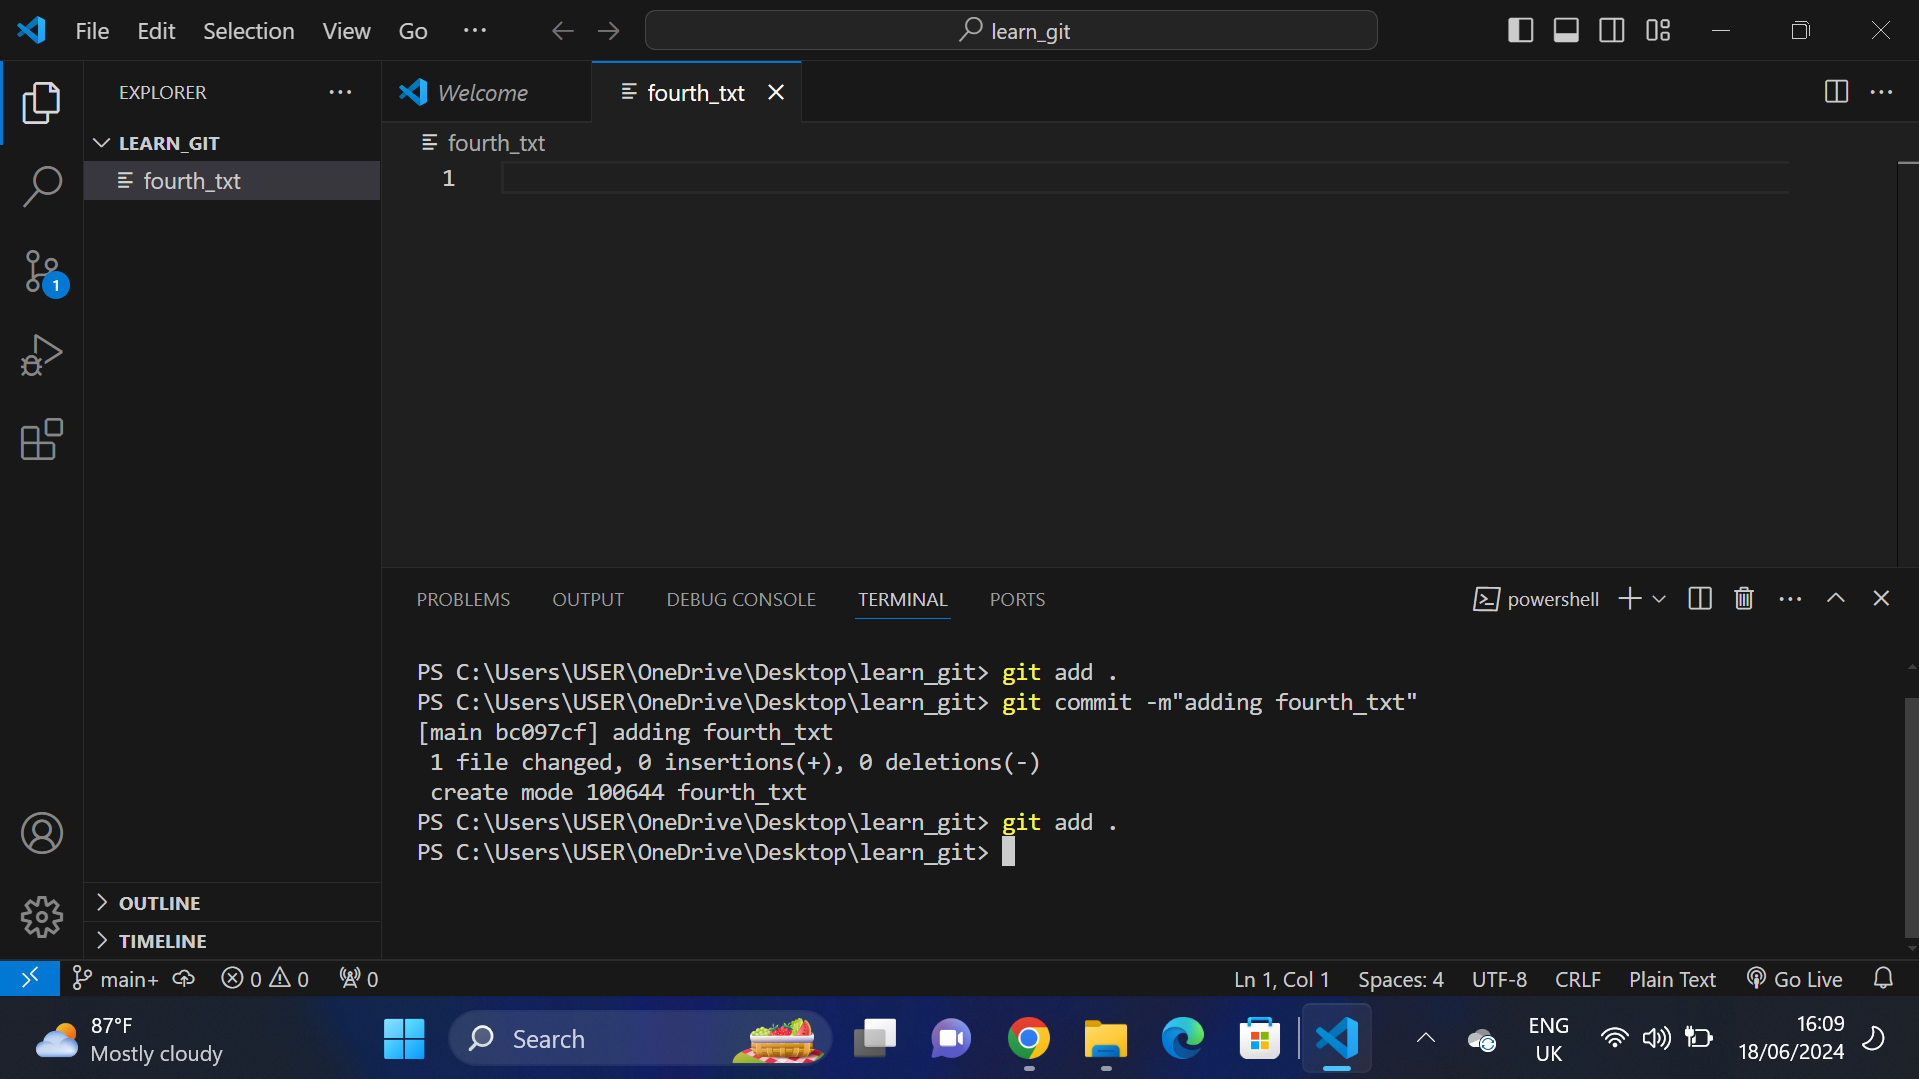 File Edit Selection View Go ··· learn_git
EXPLORER ···
LEARN_GIT
fourth_txt
Welcome fourth_txt
fourth_txt
1
1
OUTLINE
TIMELINE
PROBLEMS OUTPUT DEBUG CONSOLE TERMINAL PORTS powershell
PS C:\Users\USER\OneDrive\Desktop\learn_git> git add .
PS C:\Users\USER\OneDrive\Desktop\learn_git> git commit -m"adding fourth_txt"
[main bc097cf] adding fourth_txt
 1 file changed, 0 insertions(+), 0 deletions(-)
 create mode 100644 fourth_txt
PS C:\Users\USER\OneDrive\Desktop\learn_git> git add .
PS C:\Users\USER\OneDrive\Desktop\learn_git>
main+ 0 0 0 Ln 1, Col 1 Spaces: 4 UTF-8 CRLF Plain Text Go Live
87°F
Mostly cloudy
Search
ENG
UK
16:09
18/06/2024